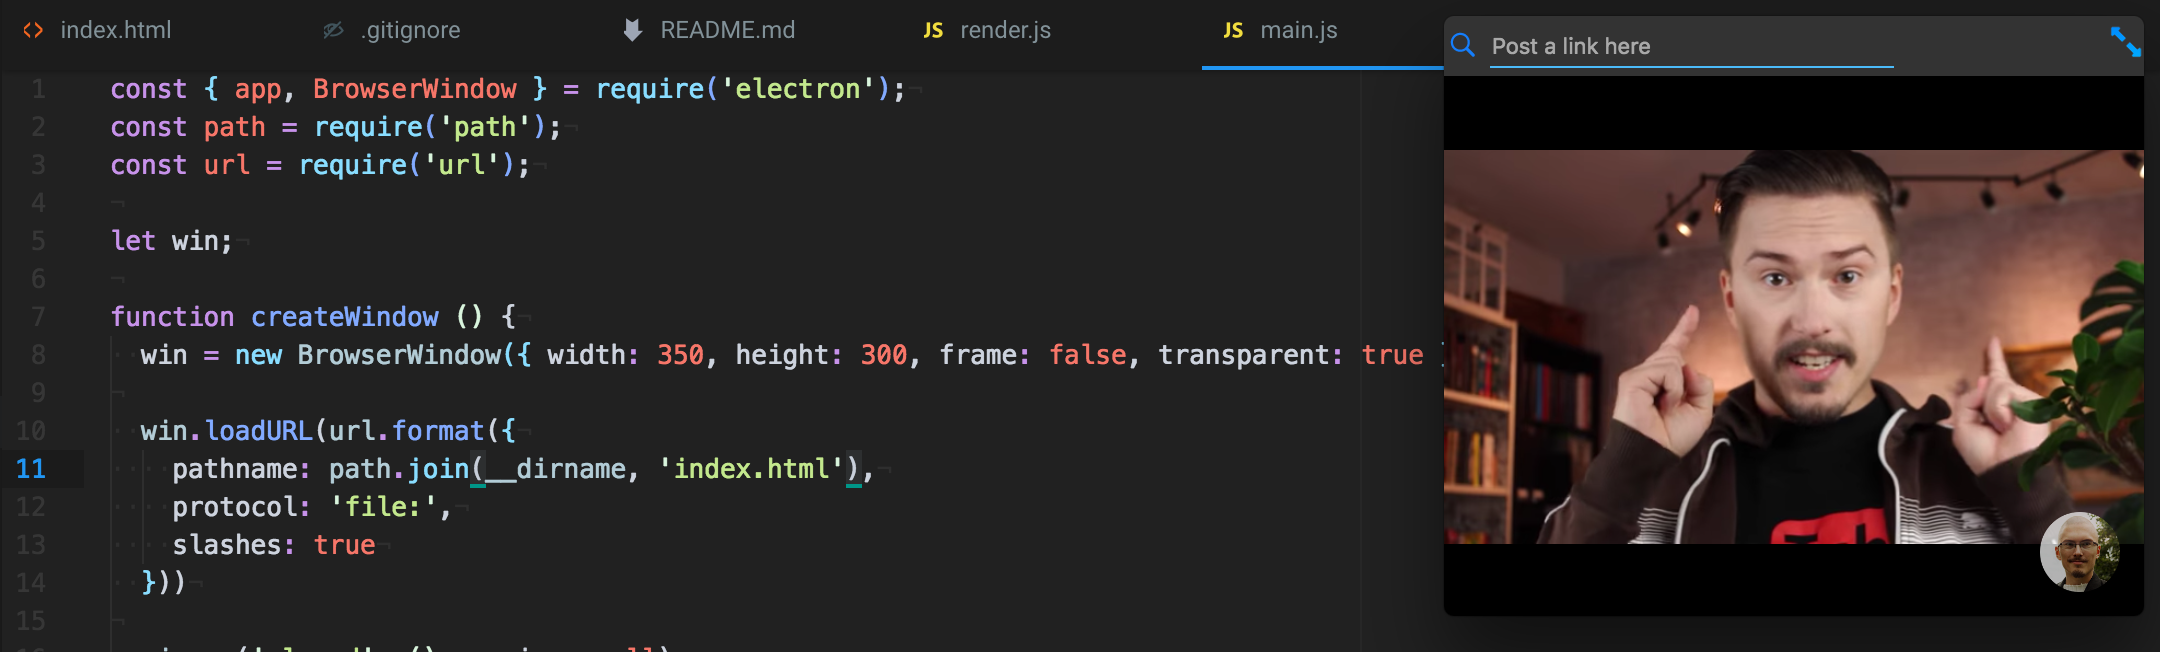 index.html
.gitignore
README.md
JS render.js
JS main.js
Post a link here
1 const { app, BrowserWindow } = require('electron');
2 const path = require('path');
3 const url = require('url');
4
5 let win;
6
7 function createWindow () {
8 win = new BrowserWindow({ width: 350, height: 300, frame: false, transparent: true
9
10 win.loadURL(url.format({
11 pathname: path.join(__dirname, 'index.html'),
12 protocol: 'file:',
13 slashes: true
14 }))
15